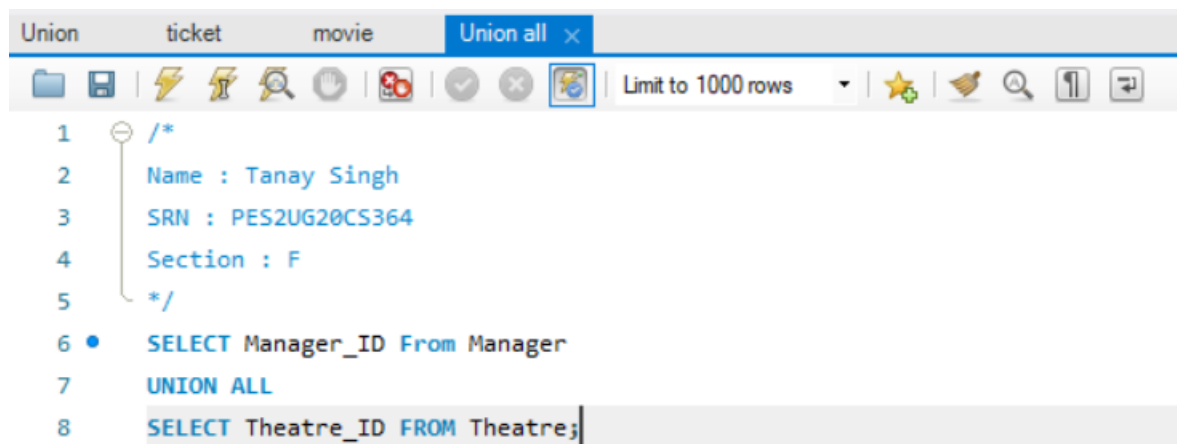 Union ticket movie Union all ×
Limit to 1000 rows
1 /*
2 Name : Tanay Singh
3 SRN : PES2UG20CS364
4 Section : F
5 */
6 SELECT Manager_ID From Manager
7 UNION ALL
8 SELECT Theatre_ID FROM Theatre;